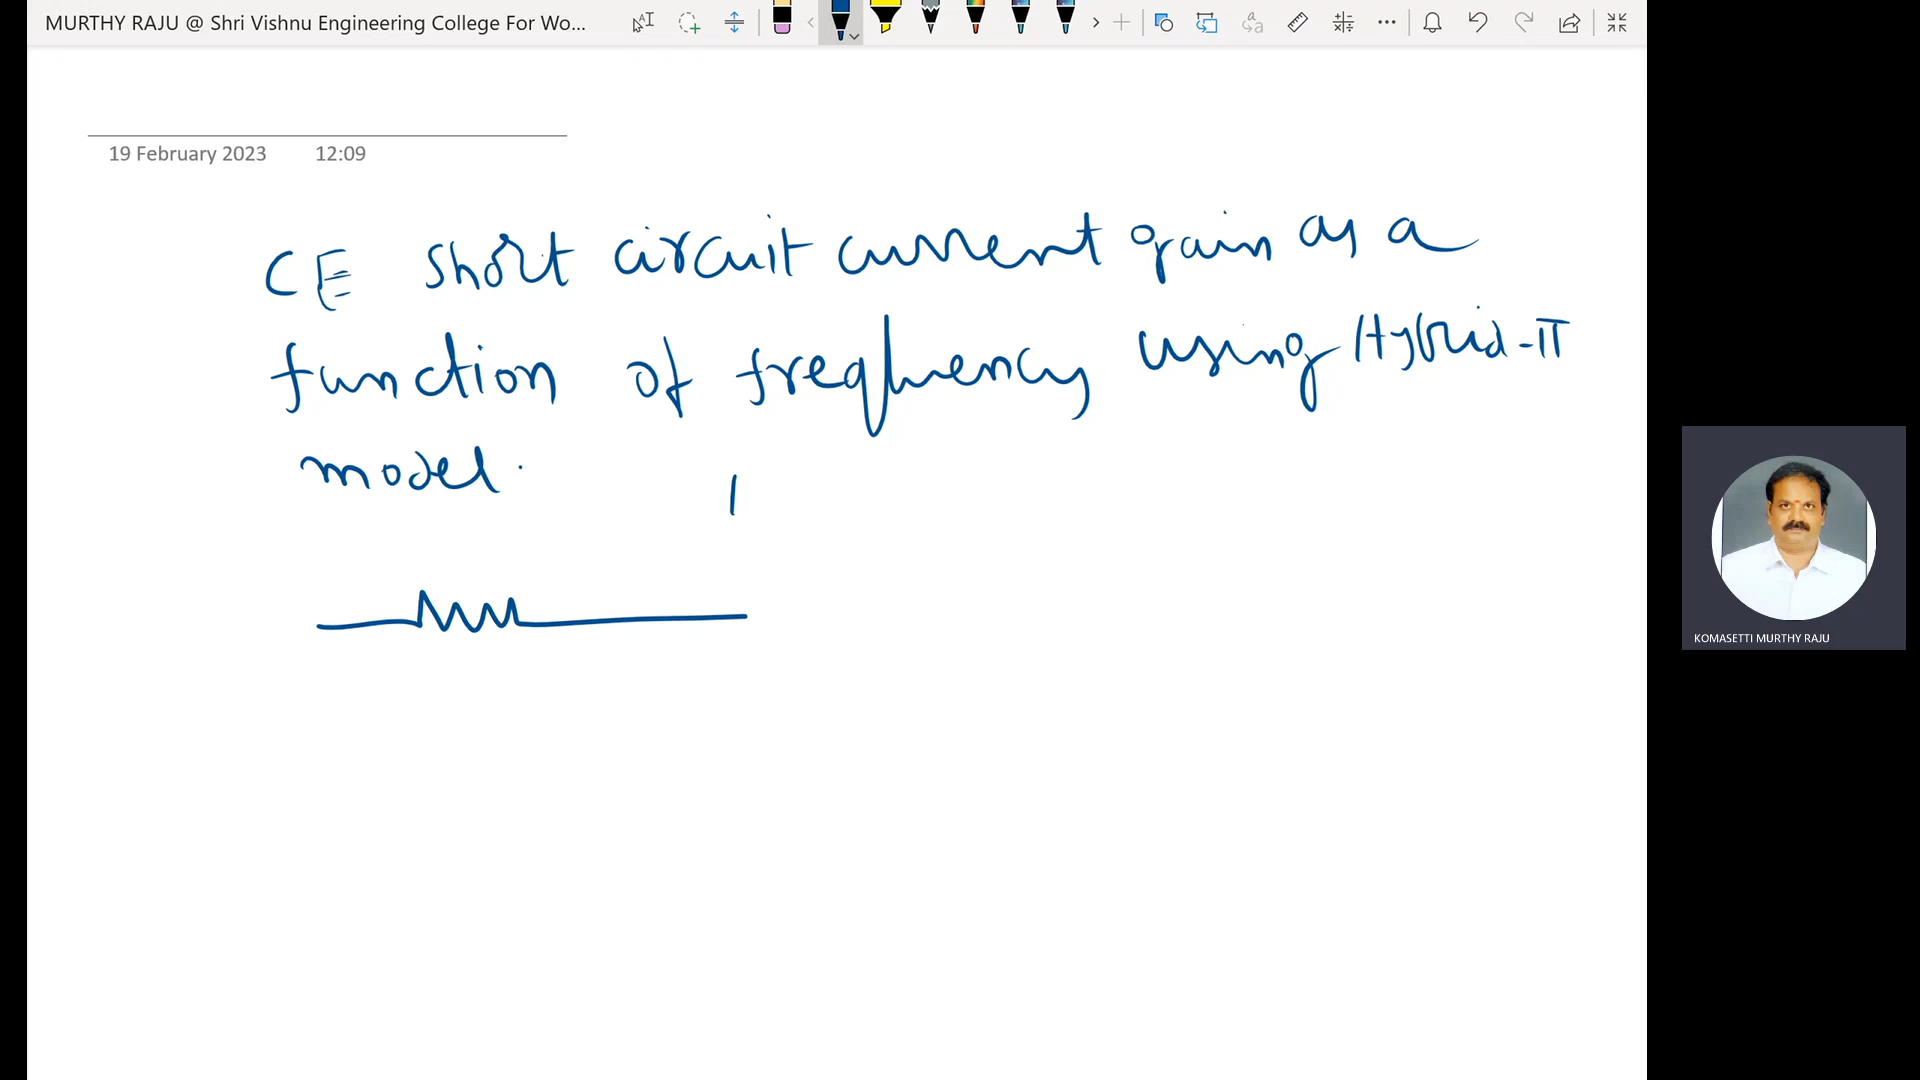 MURTHY RAJU @ Shri Vishnu Engineering College For Wo...
19 February 2023 12:09
CE short circuit current gain as a
function of frequency using Hybrid-π
model.
KOMASETTI MURTHY RAJU